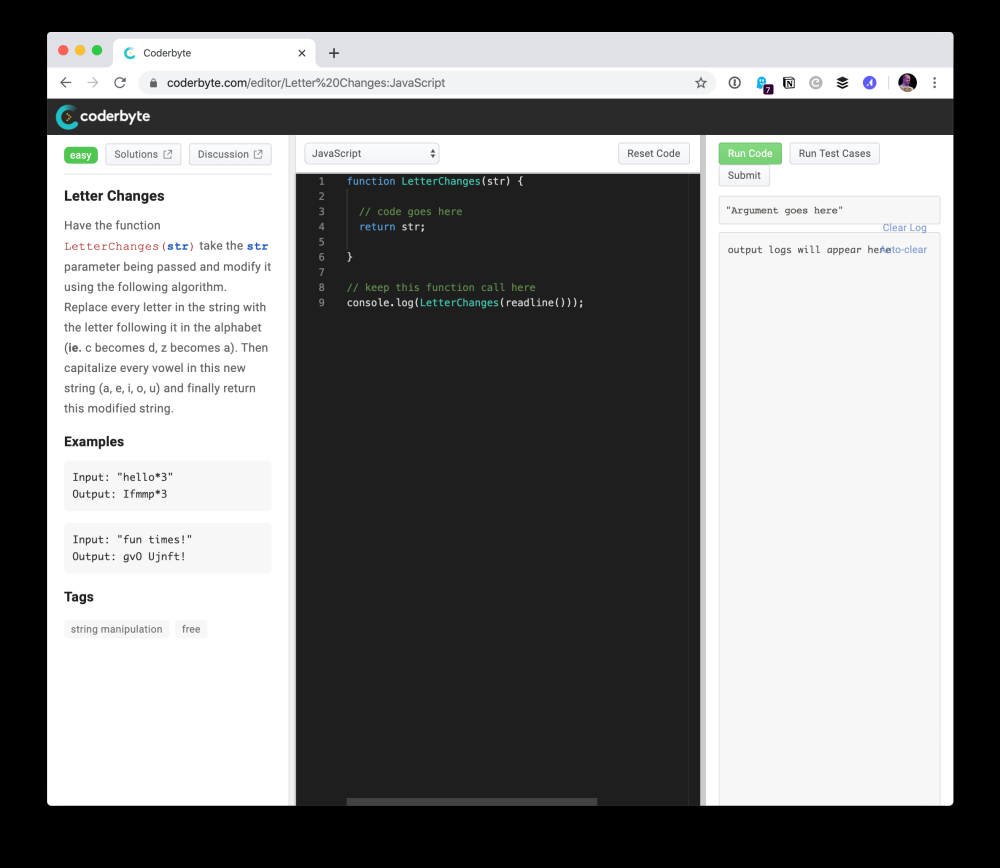 Coderbyte
coderbyte.com/editor/Letter%20Changes:JavaScript
7
coderbyte
easy
Solutions
Discussion
Letter Changes
Have the function
LetterChanges(str) take the str
parameter being passed and modify it
using the following algorithm.
Replace every letter in the string with
the letter following it in the alphabet
(ie. c becomes d, z becomes a). Then
capitalize every vowel in this new
string (a, e, i, o, u) and finally return
this modified string.
Examples
Input: "hello*3"
Output: Ifmmp*3
Input: "fun times!"
Output: gvO Ujnft!
Tags
string manipulation
free
JavaScript
Reset Code
1 function LetterChanges(str) {
2
3 // code goes here
4 return str;
5
6 }
7
8 // keep this function call here
9 console.log(LetterChanges(readline()));
Run Code
Run Test Cases
Submit
"Argument goes here"
Clear Log
output logs will appear here
Auto-clear